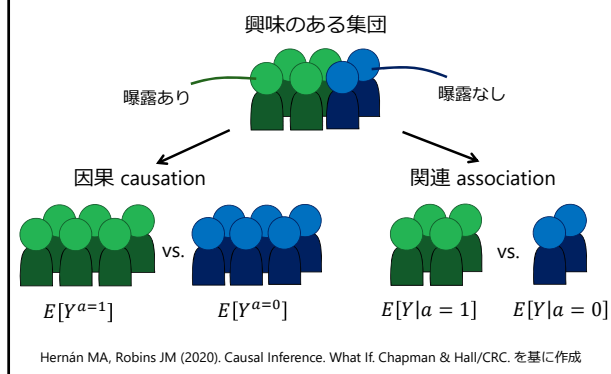 興味のある集団
曝露あり
曝露なし
因果 causation
関連 association
vs.
vs.
E[Y^{a=1}]
E[Y^{a=0}]
E[Y|a = 1]
E[Y|a = 0]
Hernán MA, Robins JM (2020). Causal Inference. What If. Chapman & Hall/CRC. を基に作成